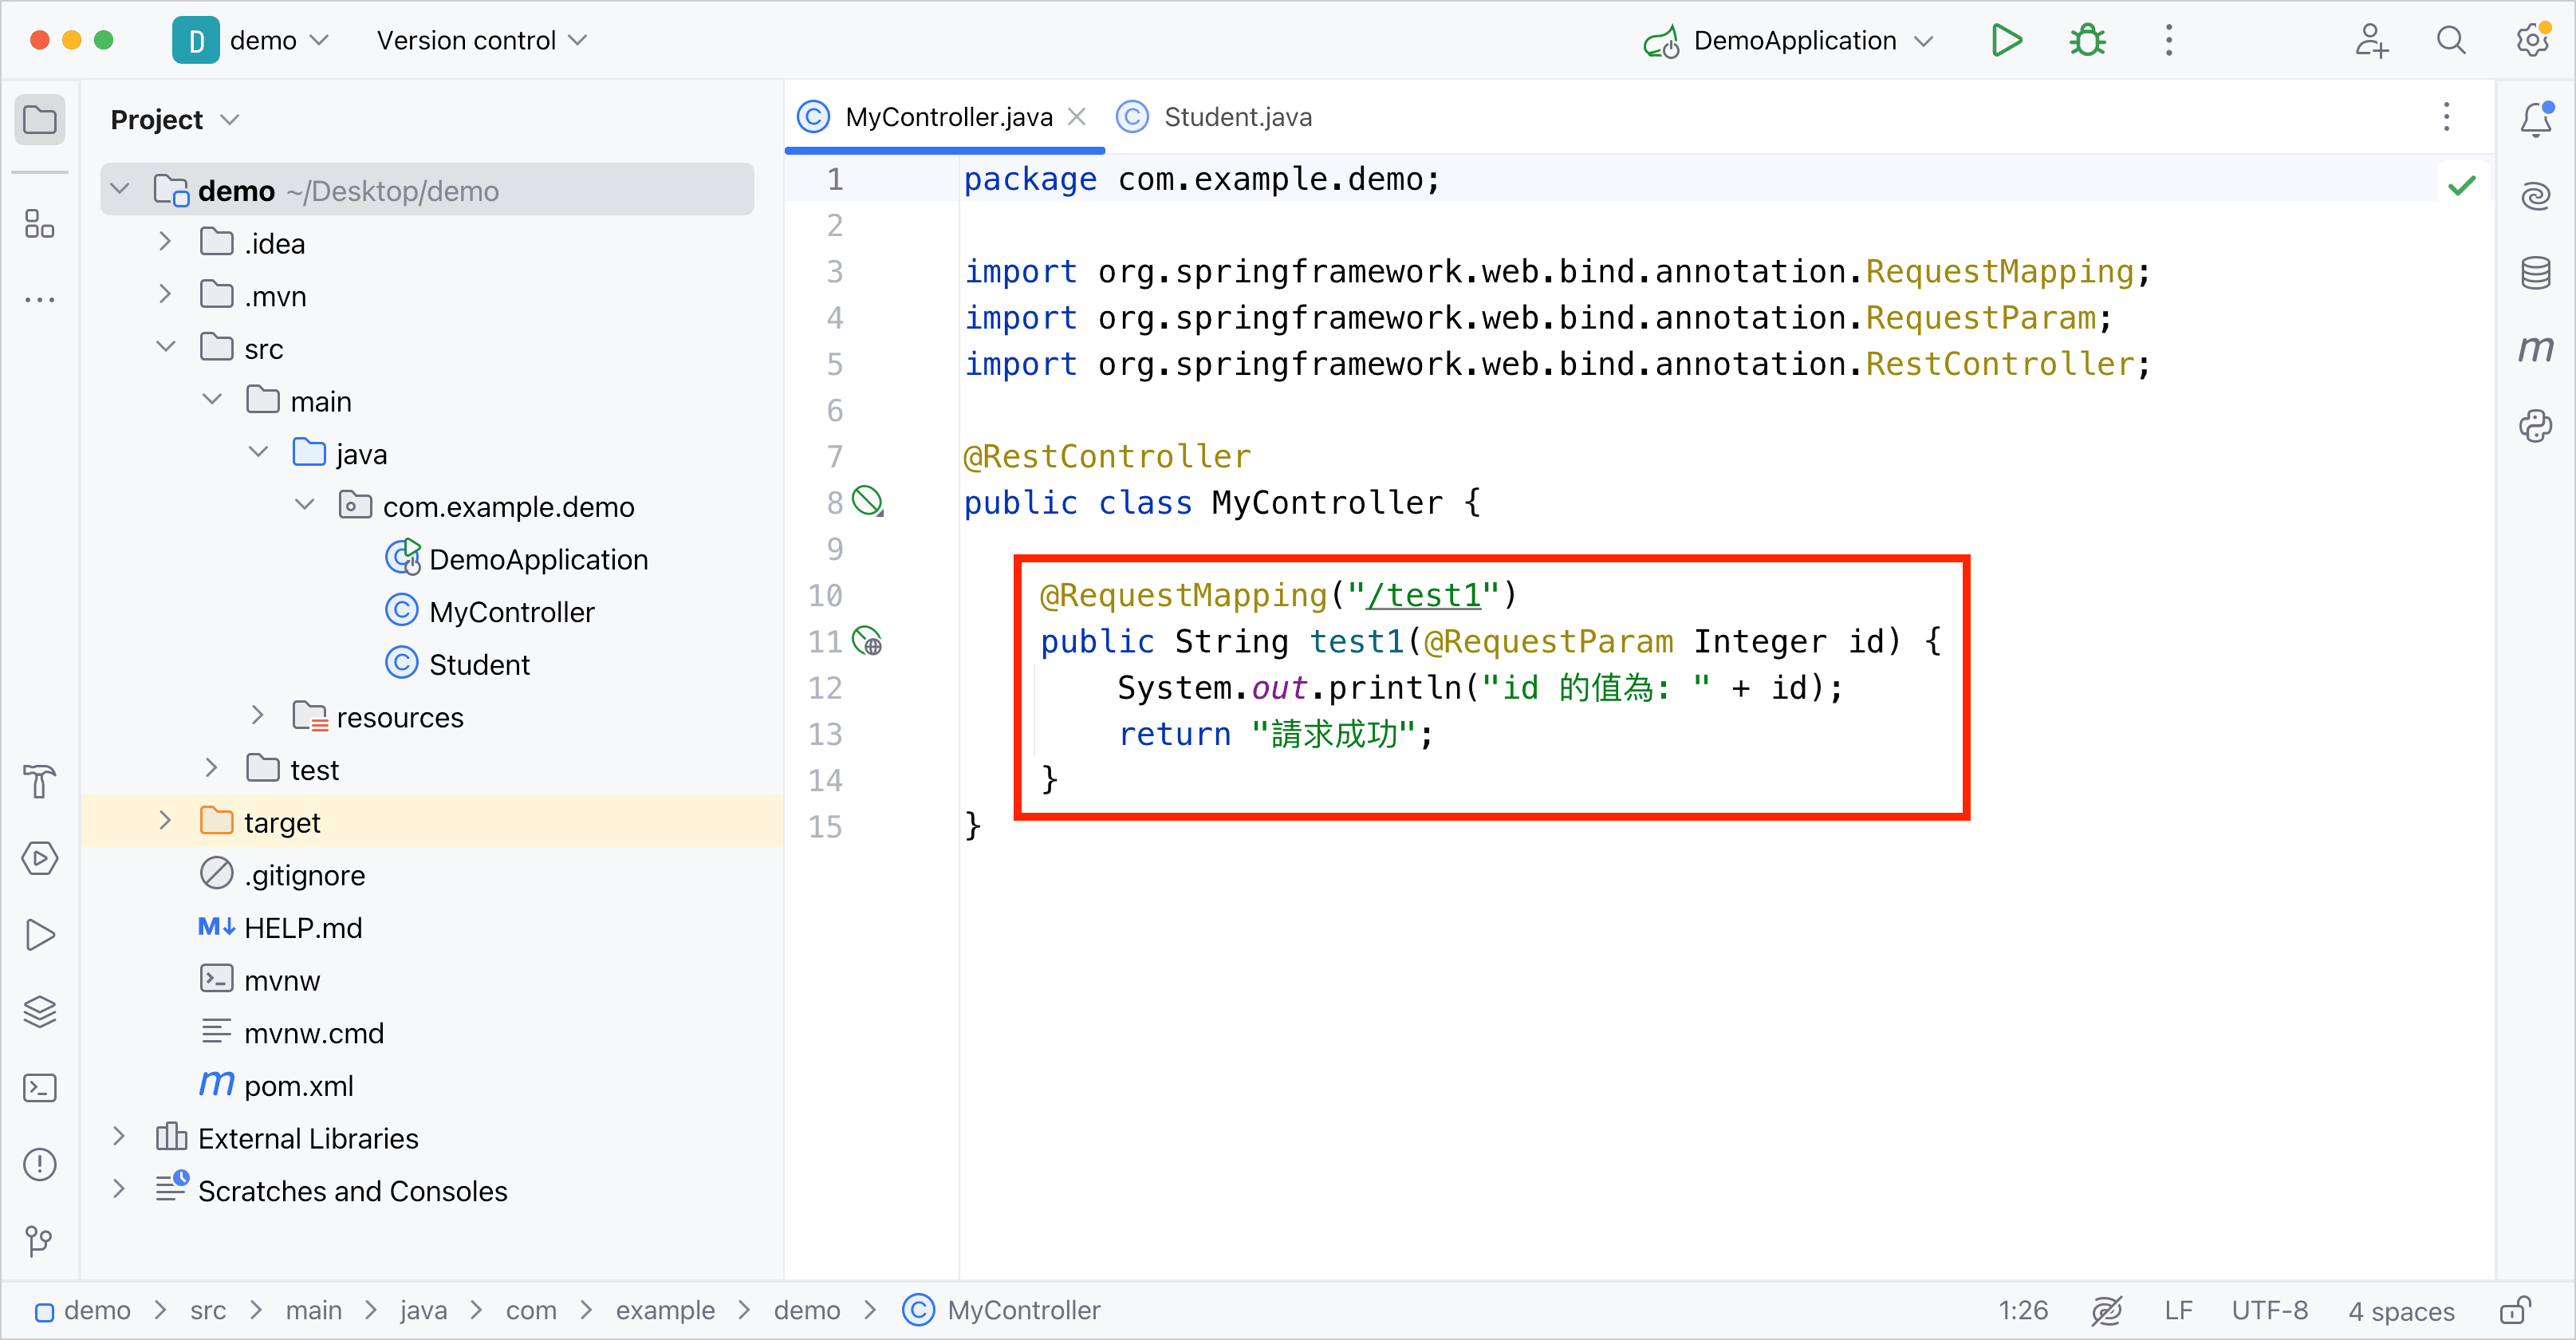 D demo Version control DemoApplication
Project
demo ~/Desktop/demo
.idea
.mvn
src
main
java
com.example.demo
DemoApplication
MyController
Student
resources
test
target
.gitignore
M↓ HELP.md
mvnw
mvnw.cmd
m pom.xml
External Libraries
Scratches and Consoles
MyController.java Student.java
1 package com.example.demo;
2
3 import org.springframework.web.bind.annotation.RequestMapping;
4 import org.springframework.web.bind.annotation.RequestParam;
5 import org.springframework.web.bind.annotation.RestController;
6
7 @RestController
8 public class MyController {
9
10 @RequestMapping("/test1")
11 public String test1(@RequestParam Integer id) {
12 System.out.println("id 的值為: " + id);
13 return "請求成功";
14 }
15 }
m
demo > src > main > java > com > example > demo > MyController
1:26 LF UTF-8 4 spaces